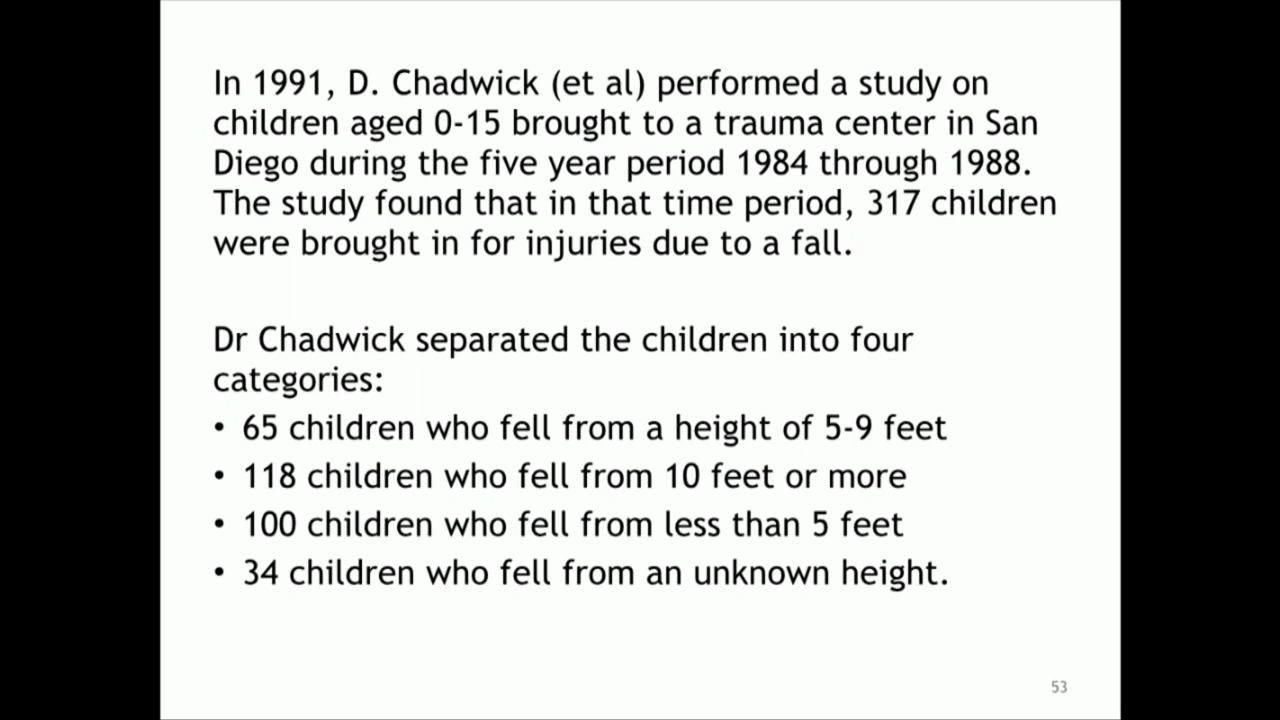 In 1991, D. Chadwick (et al) performed a study on
children aged 0-15 brought to a trauma center in San
Diego during the five year period 1984 through 1988.
The study found that in that time period, 317 children
were brought in for injuries due to a fall.
Dr Chadwick separated the children into four
categories:
• 65 children who fell from a height of 5-9 feet
• 118 children who fell from 10 feet or more
• 100 children who fell from less than 5 feet
• 34 children who fell from an unknown height.
53